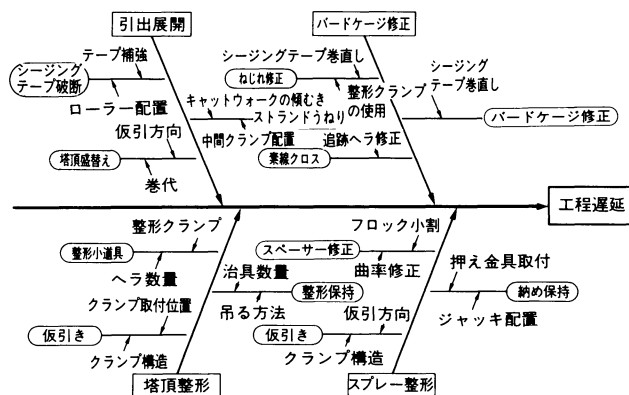 引出展開
バードケージ修正
テープ補強
シージング
テープ破断
ローラー配置
キャットウォークの傾むき
ストランドうねり
中間クランプ配置
仮引方向
塔頂盛替え
巻代
シージングテープ巻直し
ねじれ修正
整形クランプ
の使用
追跡ヘラ修正
素線クロス
シージング
テープ巻直し
バードケージ修正
工程遅延
整形クランプ
整形小道具
ヘラ数量
治具数量
整形保持
吊る方法
クランプ取付位置
仮引き
クランプ構造
塔頂整形
フロック小割
スペーサー修正
曲率修正
押え金具取付
納め保持
ジャッキ配置
仮引方向
仮引き
クランプ構造
スプレー整形